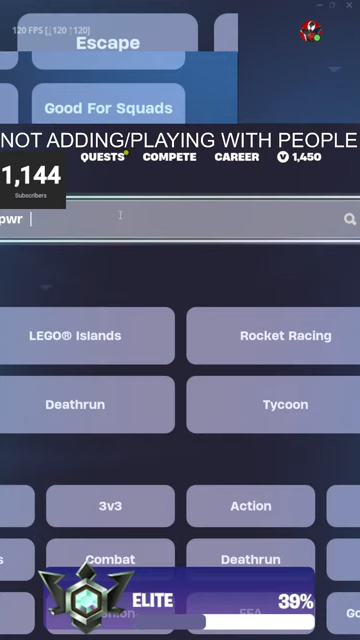 120 FPS [↓120 ↑120]
Escape
Good For Squads
NOT ADDING/PLAYING WITH PEOPLE
QUESTS COMPETE CAREER 1,450
1,144
Subscribers
pwr
LEGO® Islands Rocket Racing
Deathrun Tycoon
3v3 Action
Combat Deathrun
ELITE 39%
FFA